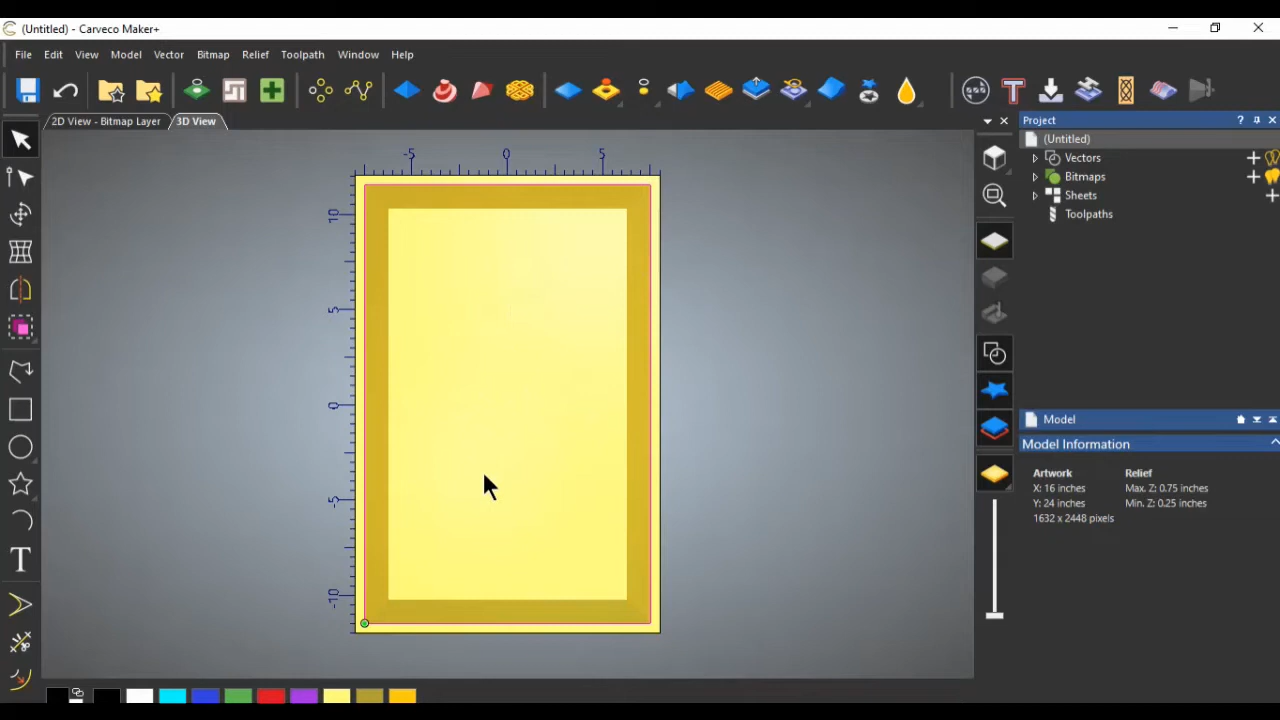 (Untitled) - Carveco Maker+
File Edit View Model Vector Bitmap Relief Toolpath Window Help
2D View - Bitmap Layer 3D View
Project
(Untitled)
Vectors
Bitmaps
Sheets
Toolpaths
-5 0 5
10
5
0
-5
-10
T
Model
Model Information
Artwork Relief
X: 16 inches Max. Z: 0.75 inches
Y: 24 inches Min. Z: 0.25 inches
1632 x 2448 pixels